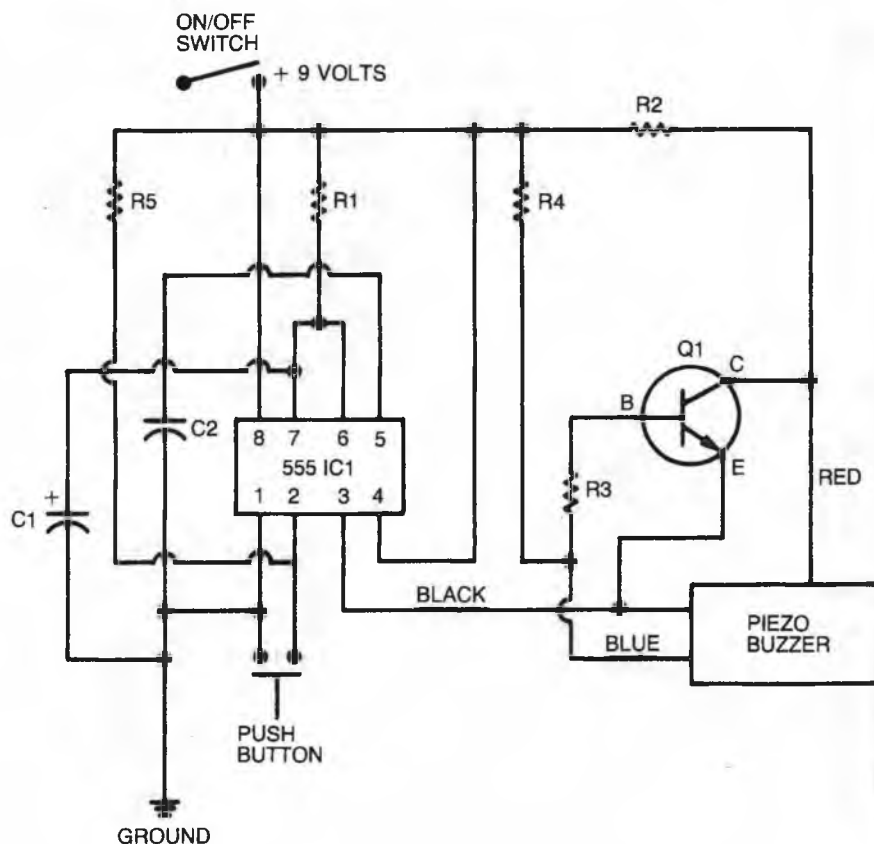 ON/OFF
SWITCH
+ 9 VOLTS
R2
R5
R1
R4
Q1
C
B
E
C2
8 7 6 5
555 IC1
1 2 3 4
R3
RED
+
C1
BLACK
BLUE
PIEZO
BUZZER
PUSH
BUTTON
GROUND